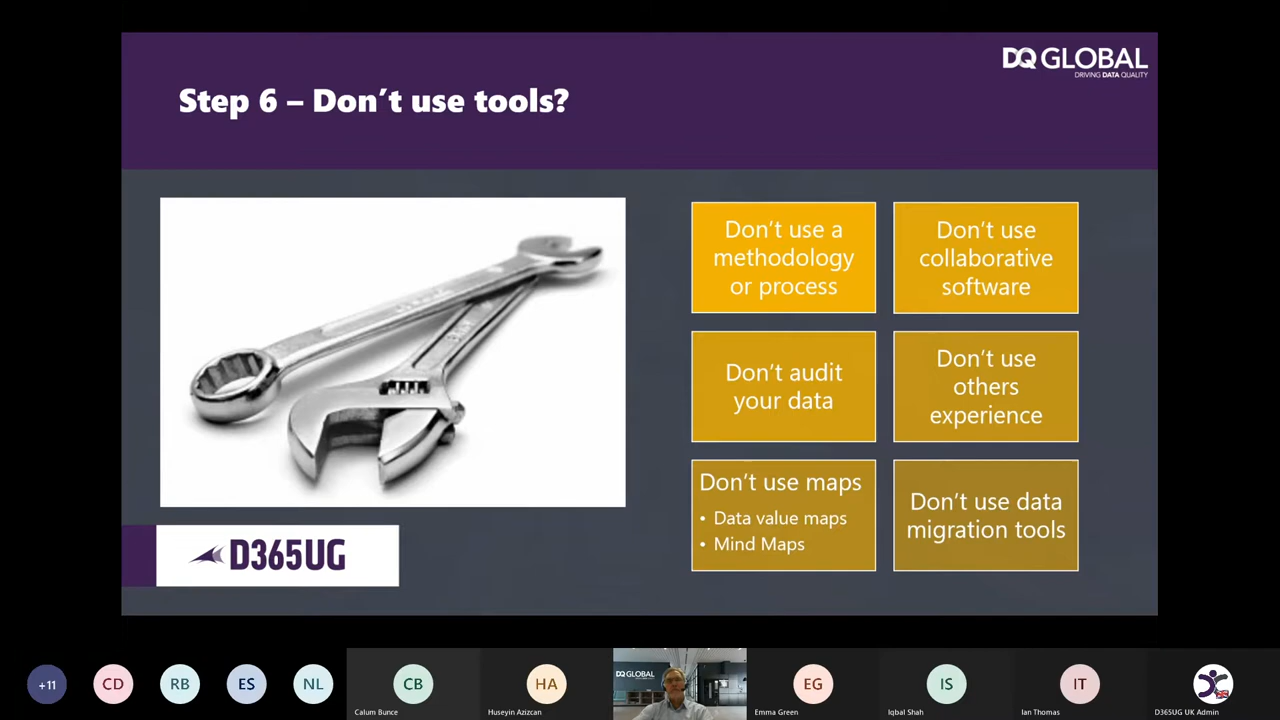 DQ GLOBAL
DRIVING DATA QUALITY
Step 6 – Don't use tools?
Don't use a
methodology
or process
Don't use
collaborative
software
Don't audit
your data
Don't use
others
experience
Don't use maps
• Data value maps
• Mind Maps
Don't use data
migration tools
D365UG
+11
CD
RB
ES
NL
CB
Calum Bunce
HA
Huseyin Azizcan
DQ GLOBAL
EG
Emma Green
IS
Iqbal Shah
IT
Ian Thomas
D365UG UK Admin